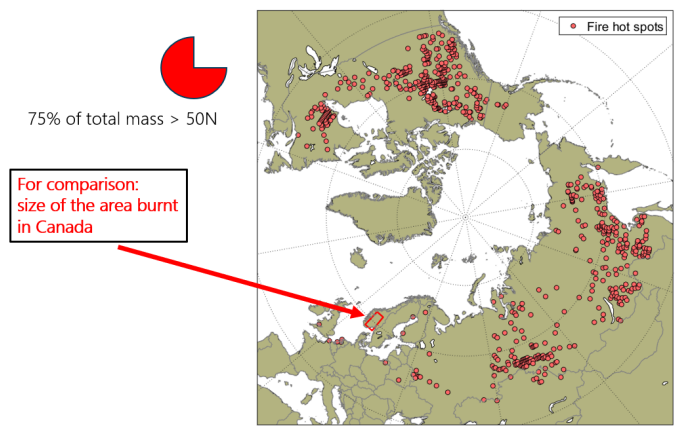 Fire hot spots
75% of total mass > 50N
For comparison:
size of the area burnt
in Canada